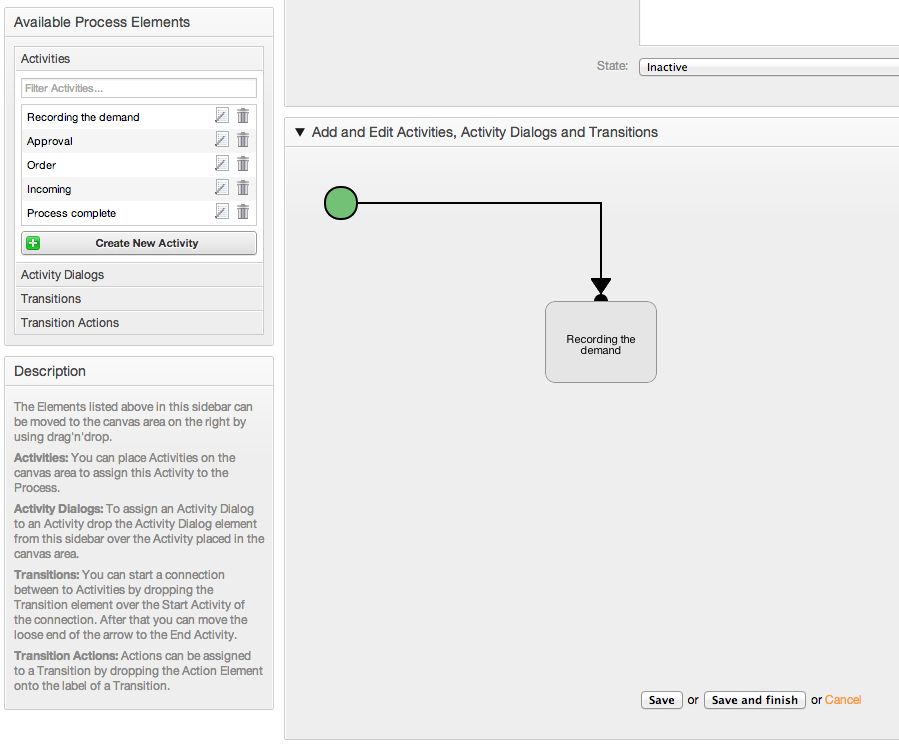 Available Process Elements
Activities
Filter Activities...
Recording the demand
Approval
Order
Incoming
Process complete
Create New Activity
Activity Dialogs
Transitions
Transition Actions
Description
The Elements listed above in this sidebar can
be moved to the canvas area on the right by
using drag'n'drop.
Activities: You can place Activities on the
canvas area to assign this Activity to the
Process.
Activity Dialogs: To assign an Activity Dialog
to an Activity drop the Activity Dialog element
from this sidebar over the Activity placed in the
canvas area.
Transitions: You can start a connection
between to Activities by dropping the
Transition element over the Start Activity of
the connection. After that you can move the
loose end of the arrow to the End Activity.
Transition Actions: Actions can be assigned
to a Transition by dropping the Action Element
onto the label of a Transition.
State: Inactive
Add and Edit Activities, Activity Dialogs and Transitions
Recording the
demand
Save or Save and finish or Cancel